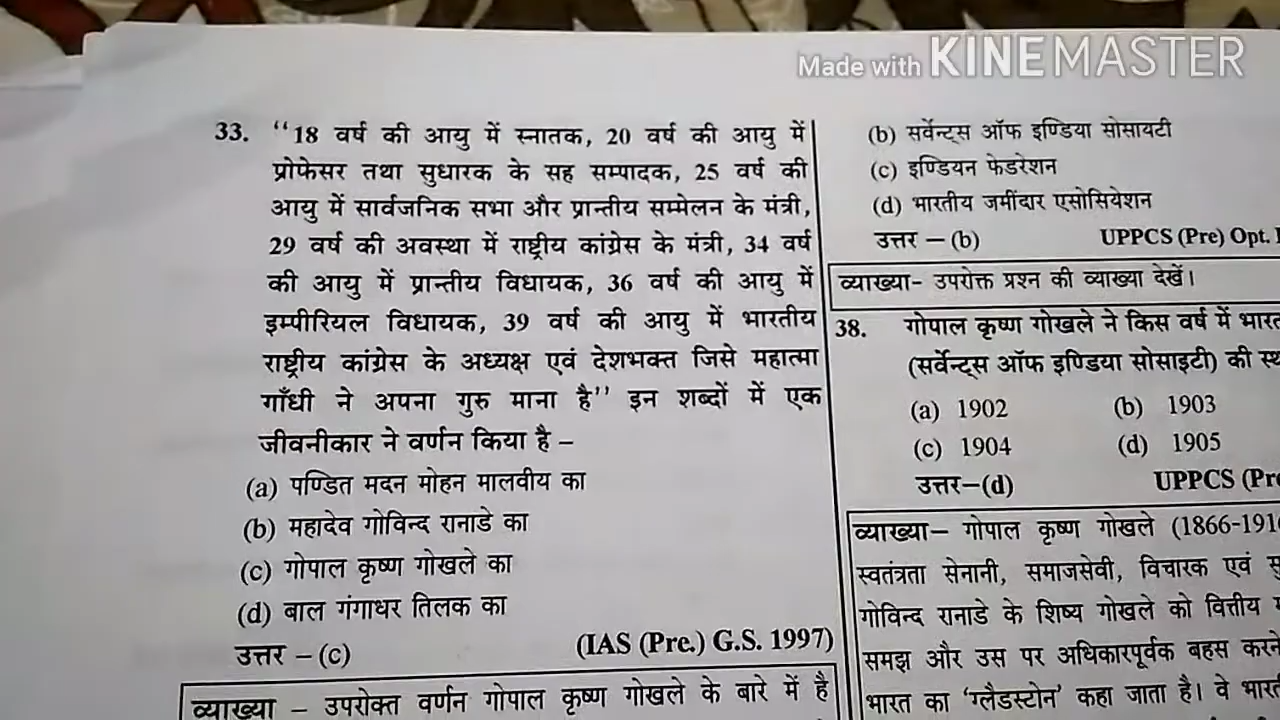 Made with KINEMASTER
33. “18 वर्ष की आयु में स्नातक, 20 वर्ष की आयु में
प्रोफेसर तथा सुधारक के सह सम्पादक, 25 वर्ष की
आयु में सार्वजनिक सभा और प्रान्तीय सम्मेलन के मंत्री,
29 वर्ष की अवस्था में राष्ट्रीय कांग्रेस के मंत्री, 34 वर्ष
की आयु में प्रान्तीय विधायक, 36 वर्ष की आयु में
इम्पीरियल विधायक, 39 वर्ष की आयु में भारतीय
राष्ट्रीय कांग्रेस के अध्यक्ष एवं देशभक्त जिसे महात्मा
गाँधी ने अपना गुरु माना है” इन शब्दों में एक
जीवनीकार ने वर्णन किया है –
(a) पण्डित मदन मोहन मालवीय का
(b) महादेव गोविन्द रानाडे का
(c) गोपाल कृष्ण गोखले का
(d) बाल गंगाधर तिलक का
उत्तर – (c) (IAS (Pre.) G.S. 1997)
व्याख्या – उपरोक्त वर्णन गोपाल कृष्ण गोखले के बारे में है
(b) सर्वेन्ट्स ऑफ इण्डिया सोसायटी
(c) इण्डियन फेडरेशन
(d) भारतीय जमींदार एसोसियेशन
उत्तर – (b) UPPCS (Pre) Opt.
व्याख्या- उपरोक्त प्रश्न की व्याख्या देखें।
38. गोपाल कृष्ण गोखले ने किस वर्ष में
(सर्वेन्ट्स ऑफ इण्डिया सोसाइटी) की
(a) 1902 (b) 1903
(c) 1904 (d) 1905
उत्तर–(d) UPPCS (Pre
व्याख्या– गोपाल कृष्ण गोखले (1866-191
स्वतंत्रता सेनानी, समाजसेवी, विचारक एवं
गोविन्द रानाडे के शिष्य गोखले को वित्तीय
समझ और उस पर अधिकारपूर्वक बहस करने
भारत का ‘ग्लैडस्टोन’ कहा जाता है। वे